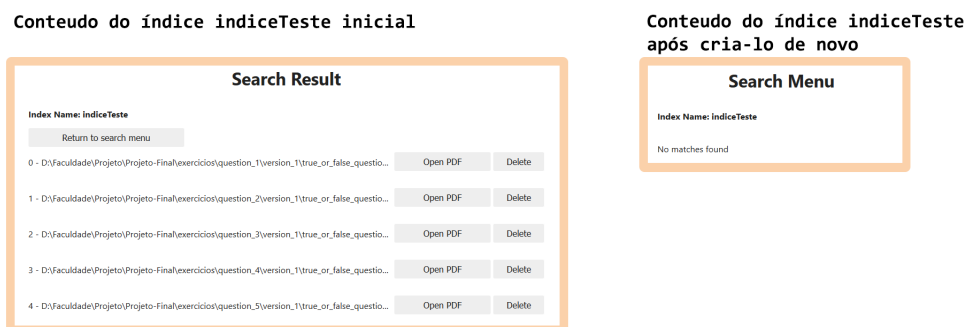 Conteudo do índice indiceTeste inicial
Search Result
Index Name: indiceTeste
Return to search menu
0 - D:\Faculdade\Projeto\Projeto-Final\exercicios\question_1\version_1\true_or_false_questio... Open PDF Delete
1 - D:\Faculdade\Projeto\Projeto-Final\exercicios\question_2\version_1\true_or_false_questio... Open PDF Delete
2 - D:\Faculdade\Projeto\Projeto-Final\exercicios\question_3\version_1\true_or_false_questio... Open PDF Delete
3 - D:\Faculdade\Projeto\Projeto-Final\exercicios\question_4\version_1\true_or_false_questio... Open PDF Delete
4 - D:\Faculdade\Projeto\Projeto-Final\exercicios\question_5\version_1\true_or_false_questio... Open PDF Delete
Conteudo do índice indiceTeste
após cria-lo de novo
Search Menu
Index Name: indiceTeste
No matches found